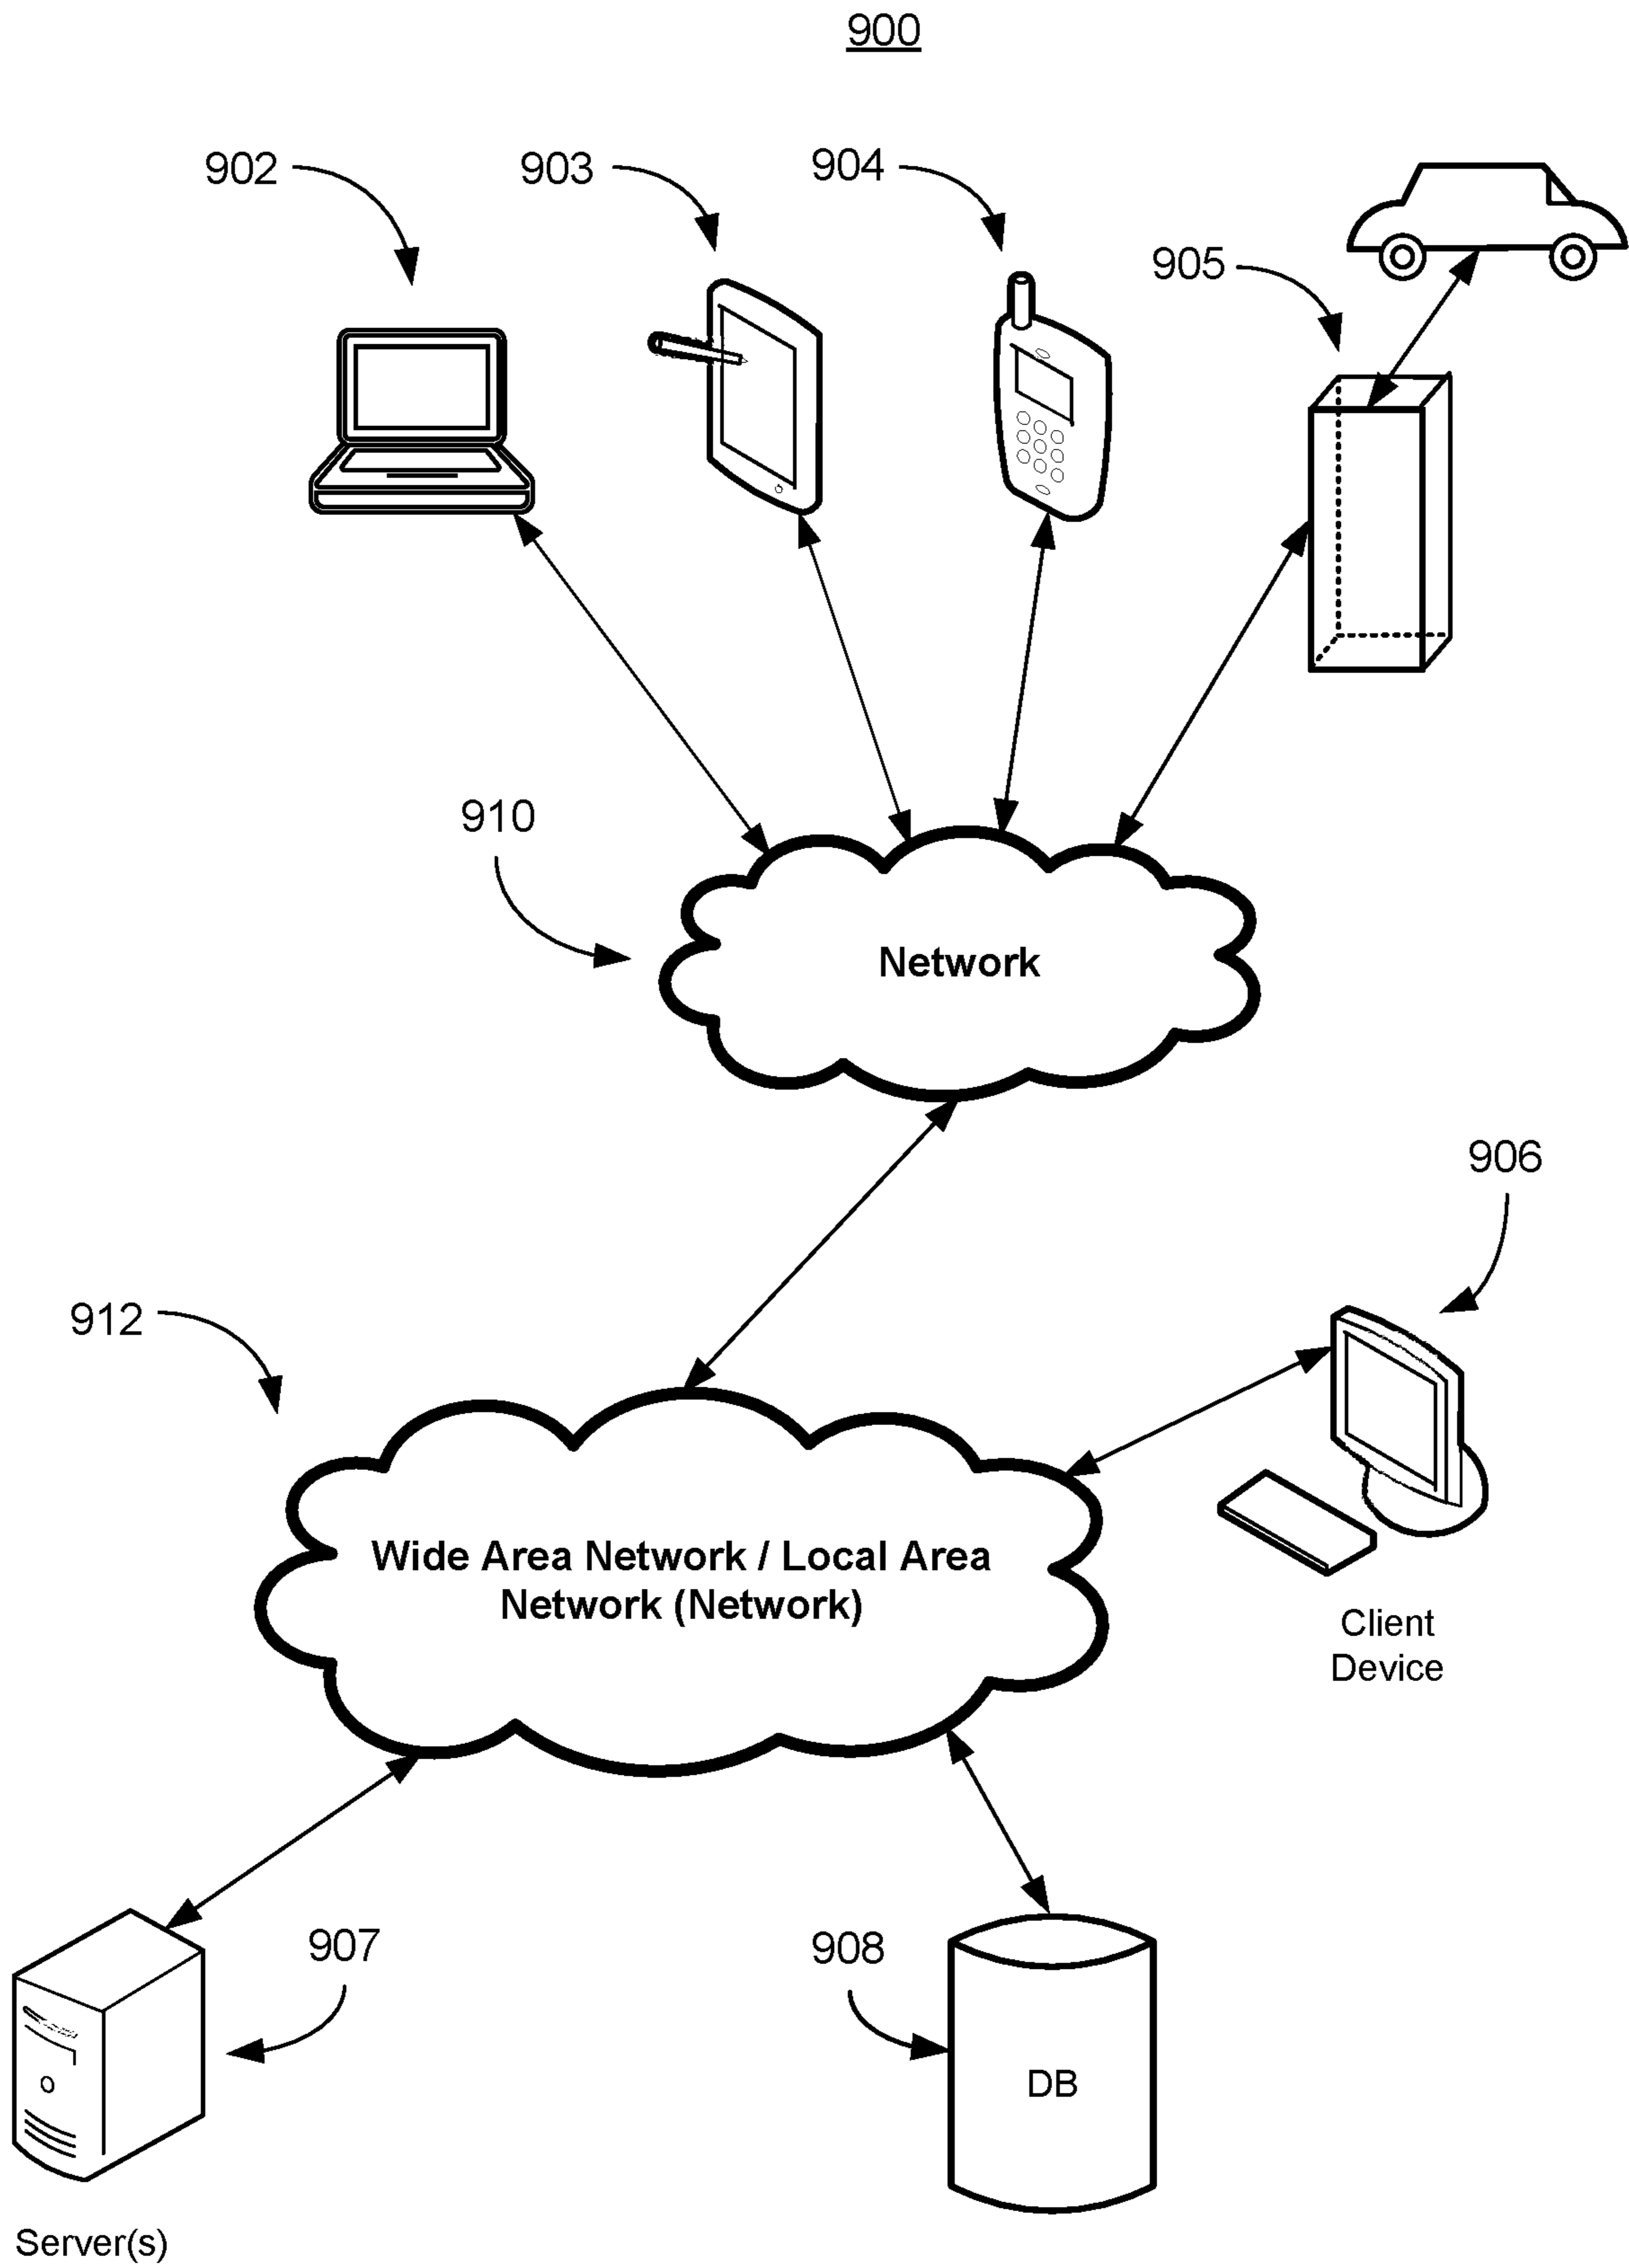 900
902
903
904
905
910
Network
906
912
Wide Area Network / Local Area
Network (Network)
Client
Device
907
908
DB
Server(s)